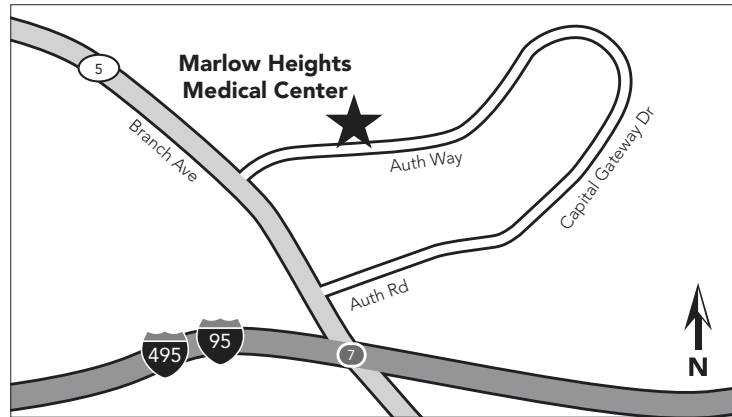 5
Marlow Heights
Medical Center
Branch Ave
Auth Way
Capital Gateway Dr
Auth Rd
495
95
7
N